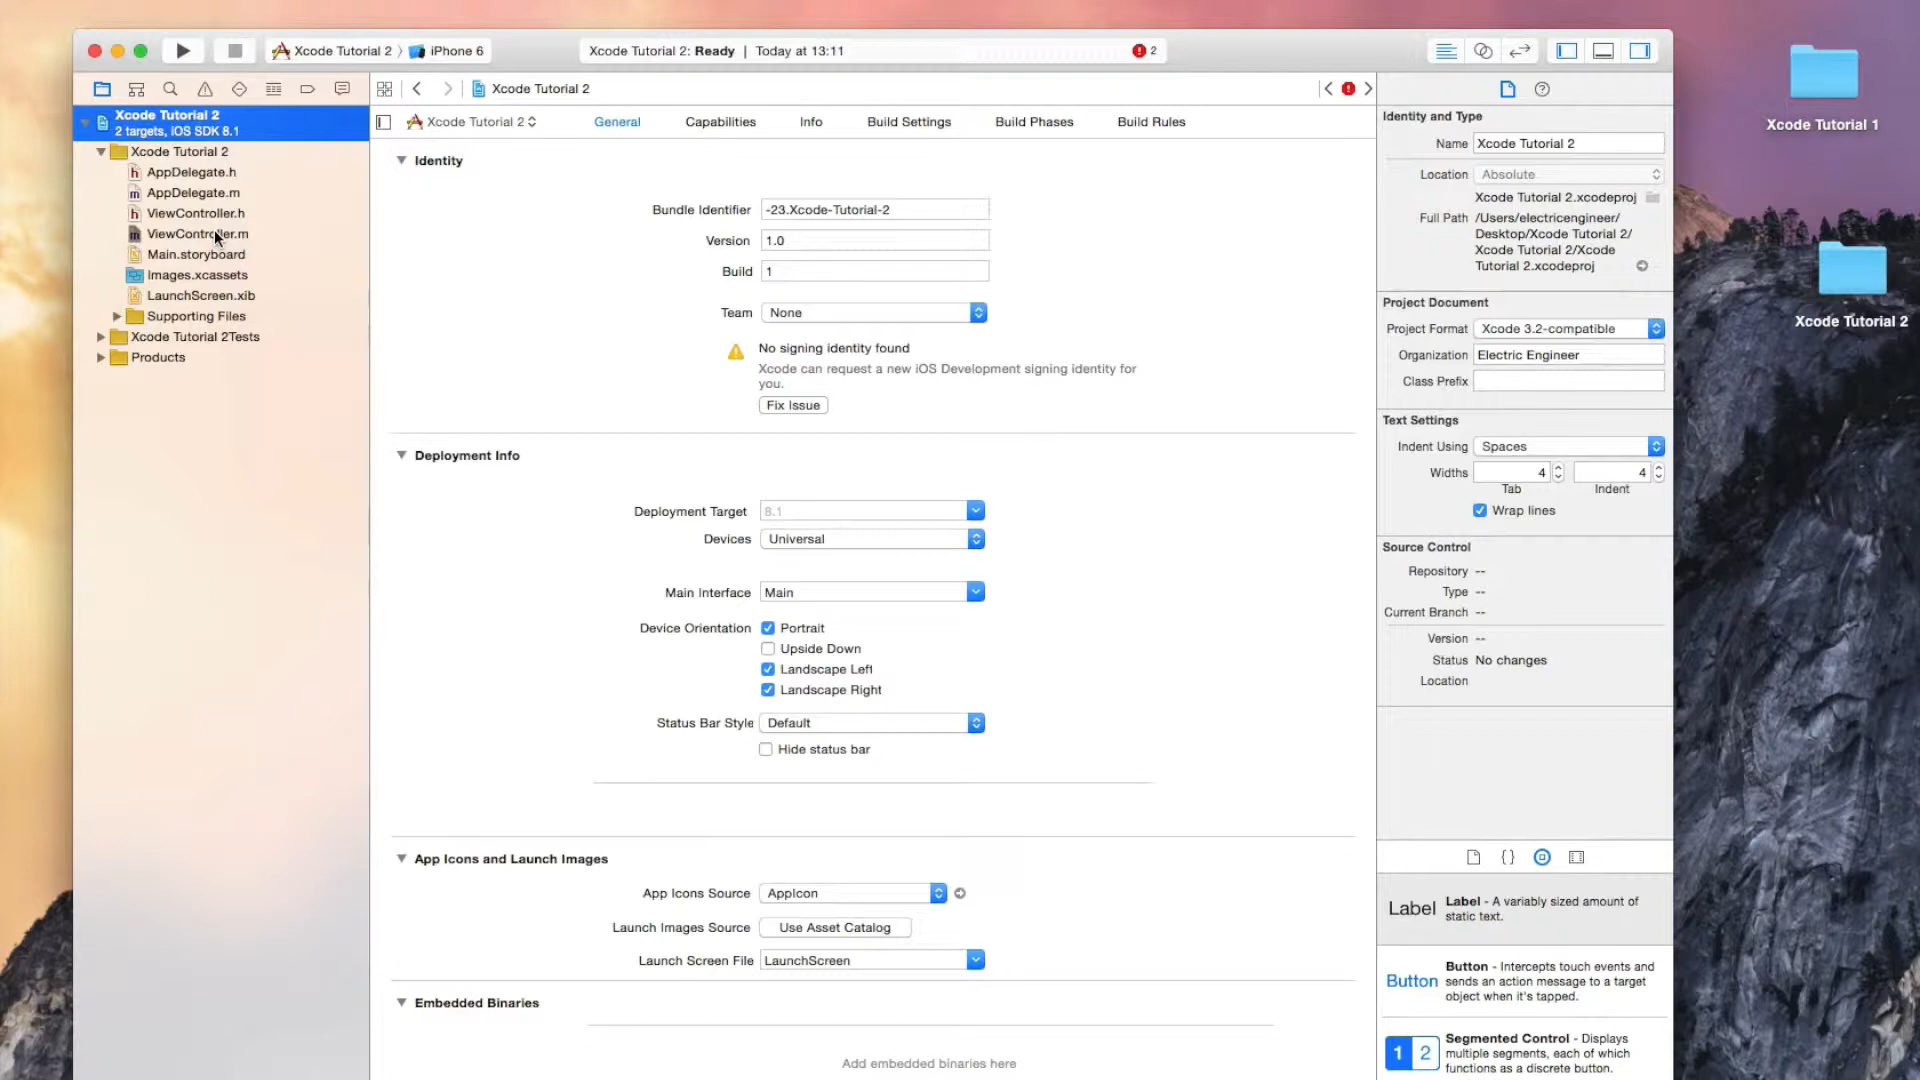 Xcode Tutorial 2 〉 iPhone 6
Xcode Tutorial 2: Ready | Today at 13:11
2
Xcode Tutorial 2
2 targets, iOS SDK 8.1
Xcode Tutorial 2
AppDelegate.h
AppDelegate.m
ViewController.h
ViewController.m
Main.storyboard
Images.xcassets
LaunchScreen.xib
Supporting Files
Xcode Tutorial 2Tests
Products
Xcode Tutorial 2
Xcode Tutorial 2
General
Capabilities
Info
Build Settings
Build Phases
Build Rules
Identity
Bundle Identifier -23.Xcode-Tutorial-2
Version 1.0
Build 1
Team None
No signing identity found
Xcode can request a new iOS Development signing identity for
you.
Fix Issue
Deployment Info
Deployment Target 8.1
Devices Universal
Main Interface Main
Device Orientation Portrait
Upside Down
Landscape Left
Landscape Right
Status Bar Style Default
Hide status bar
App Icons and Launch Images
App Icons Source AppIcon
Launch Images Source Use Asset Catalog
Launch Screen File LaunchScreen
Embedded Binaries
Add embedded binaries here
Identity and Type
Name Xcode Tutorial 2
Location Absolute
Xcode Tutorial 2.xcodeproj
Full Path /Users/electricengineer/
Desktop/Xcode Tutorial 2/
Xcode Tutorial 2/Xcode
Tutorial 2.xcodeproj
Project Document
Project Format Xcode 3.2-compatible
Organization Electric Engineer
Class Prefix
Text Settings
Indent Using Spaces
Widths 4 4
Tab Indent
Wrap lines
Source Control
Repository --
Type --
Current Branch --
Version --
Status No changes
Location
{ }
Label Label - A variably sized amount of
static text.
Button Button - Intercepts touch events and
sends an action message to a target
object when it's tapped.
1 2 Segmented Control - Displays
multiple segments, each of which
functions as a discrete button.
Xcode Tutorial 1
Xcode Tutorial 2